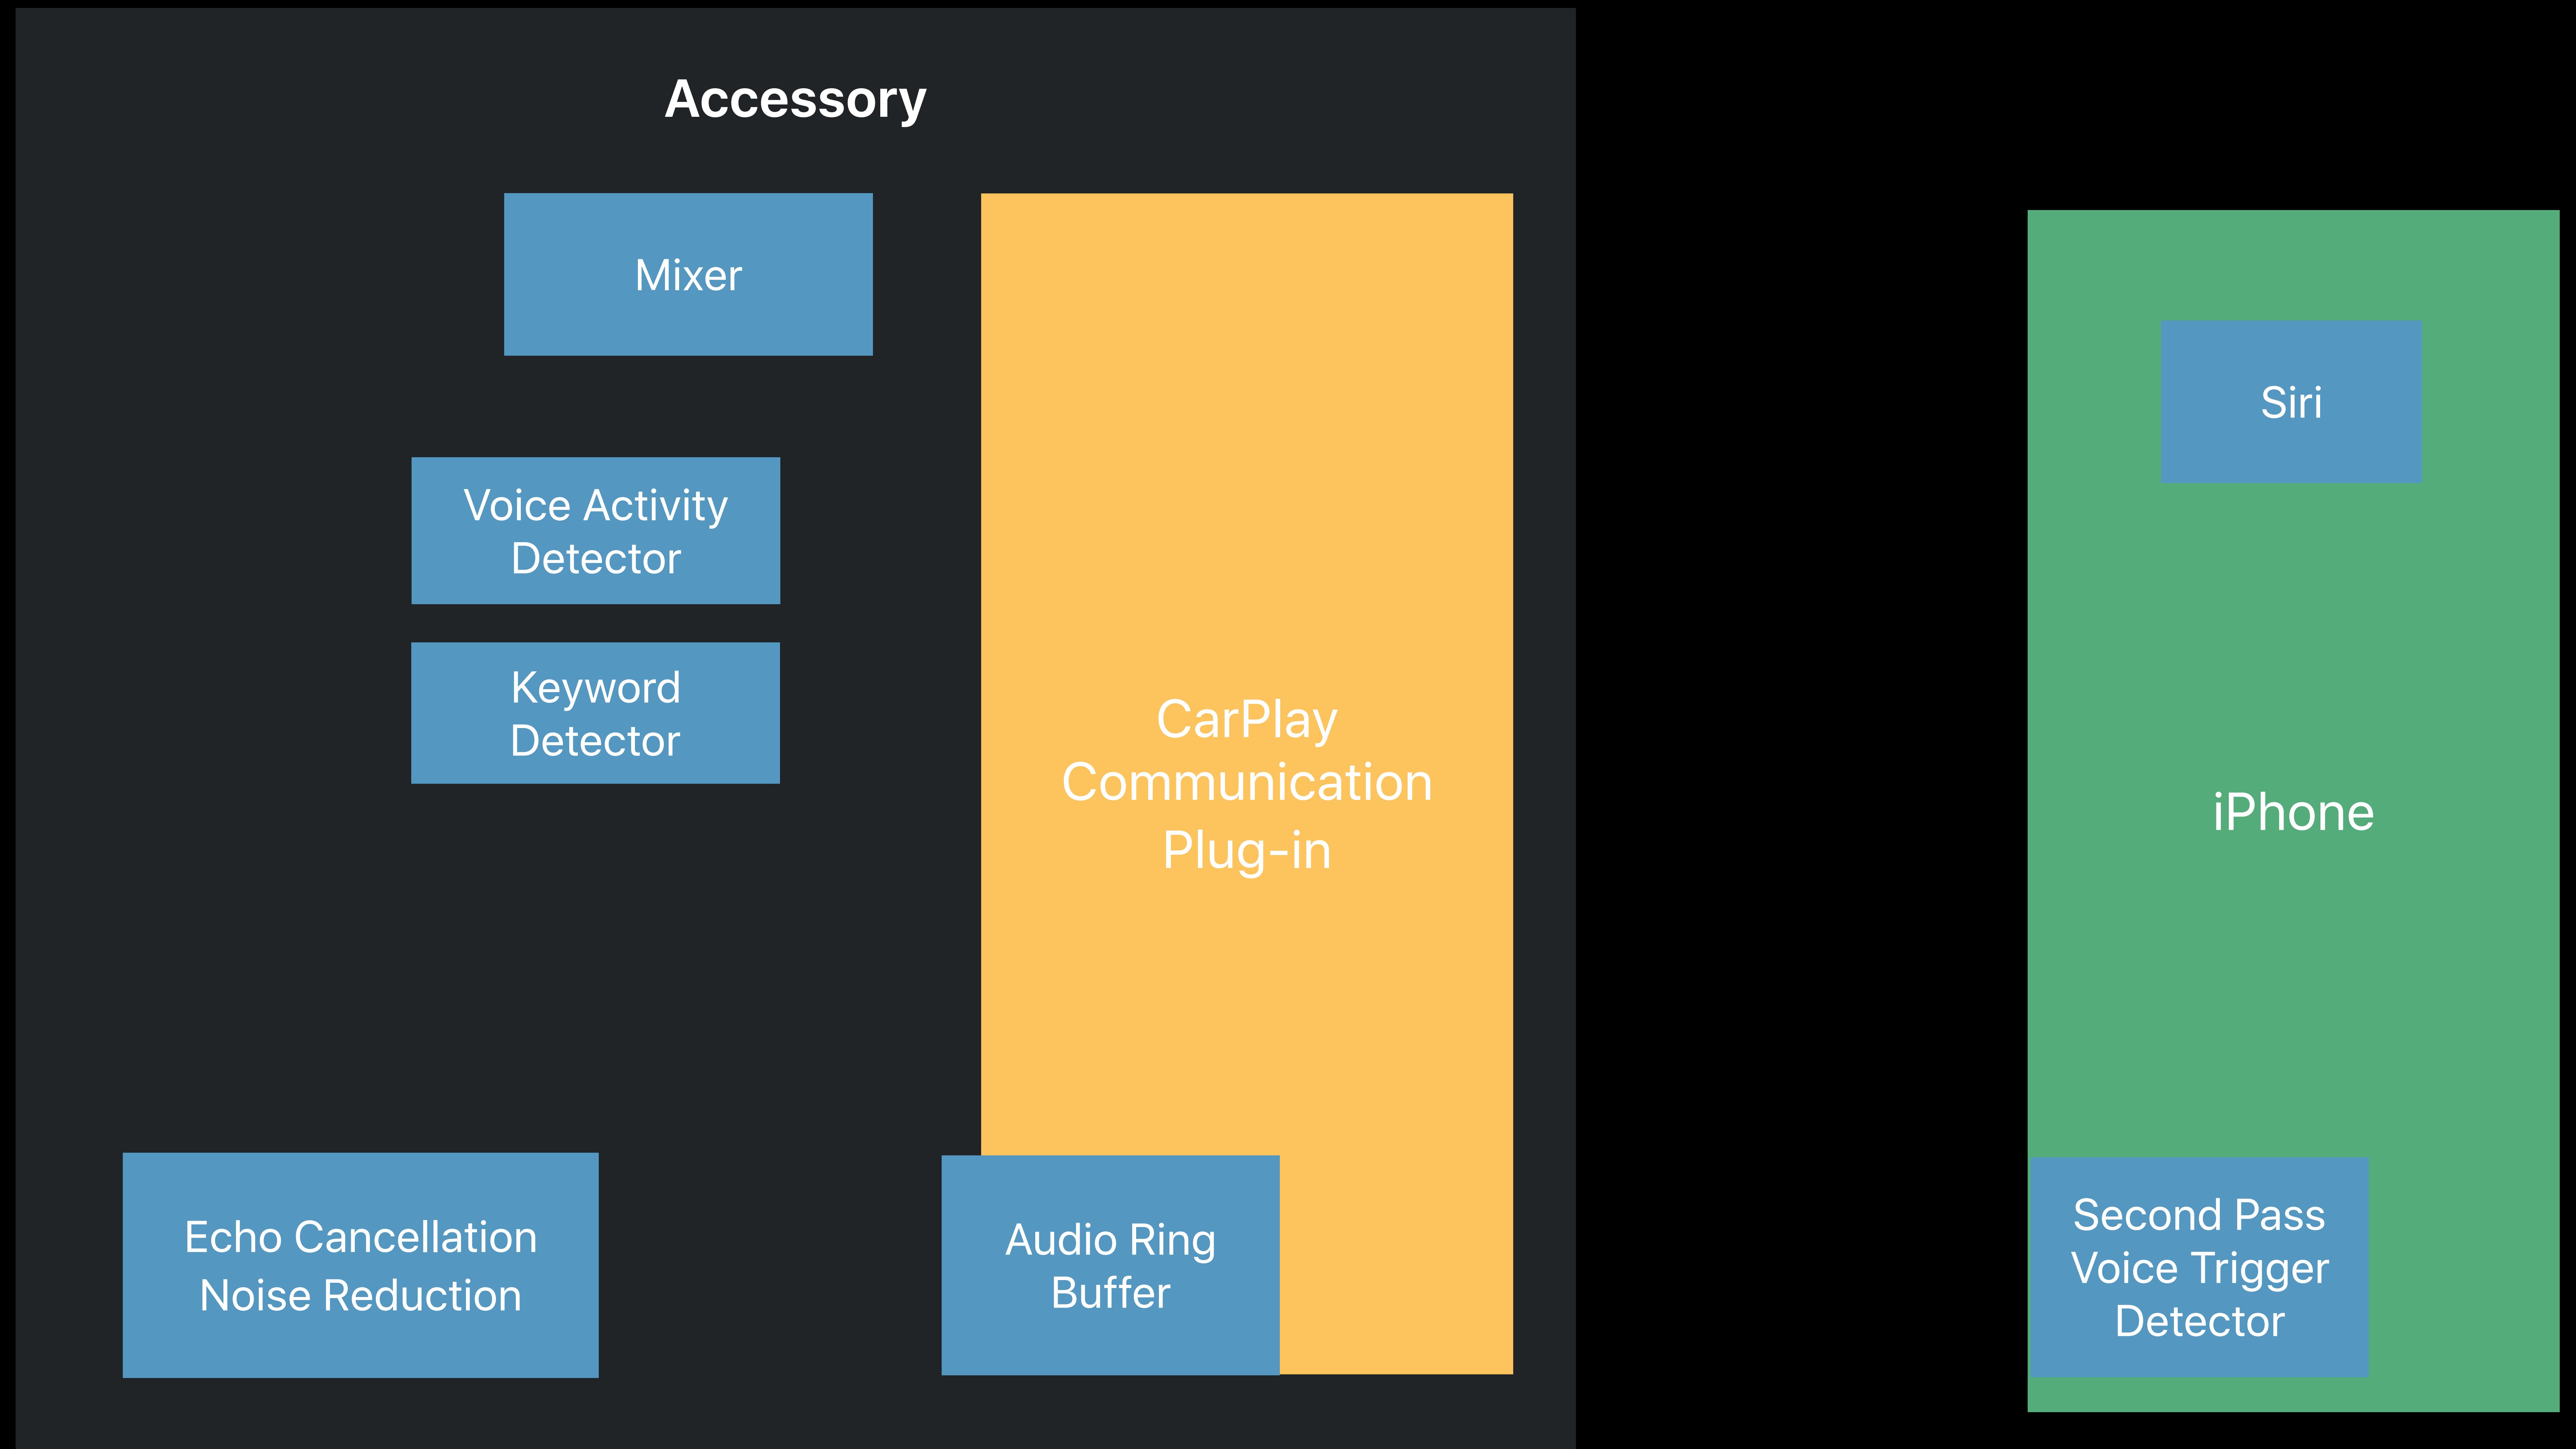 Accessory
Mixer
Voice Activity
Detector
Keyword
Detector
Echo Cancellation
Noise Reduction
CarPlay
Communication
Plug-in
Audio Ring
Buffer
Siri
iPhone
Second Pass
Voice Trigger
Detector